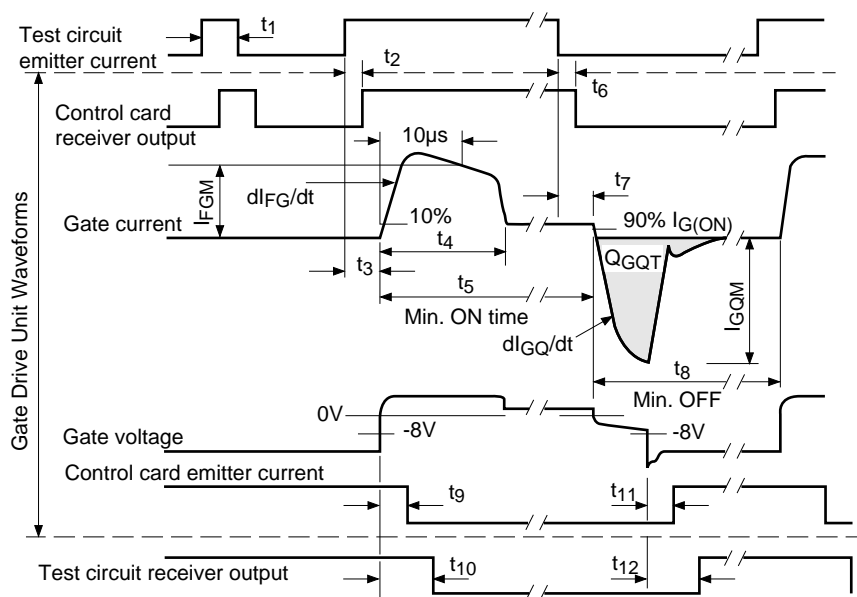 Test circuit
emitter current
t1
t2
t6
Control card
receiver output
10µs
t7
IFGM
dIFG/dt
Gate current
10%
90% IG(ON)
t4
QGQT
t3
t5
IGQM
Min. ON time
dIGQ/dt
t8
Min. OFF
0V
-8V
-8V
Gate voltage
Control card emitter current
t9
t11
Test circuit receiver output
t10
t12
Gate Drive Unit Waveforms